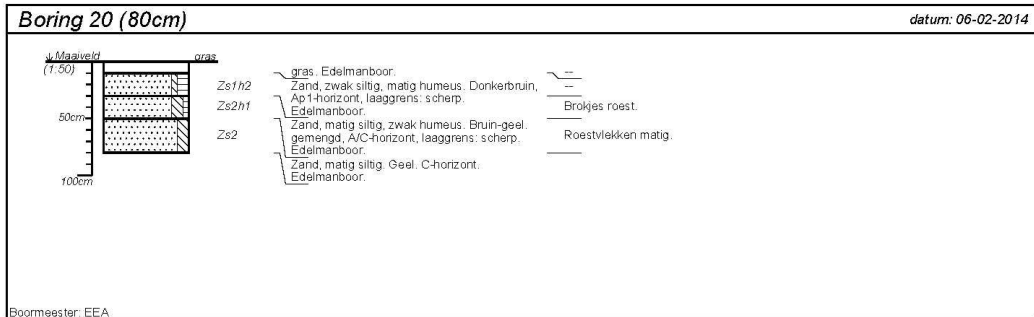 Boring 20 (80cm)
datum: 06-02-2014
↓ Maaiveld
gras
(1:50)
50cm
100cm
Zs1h2
Zs2h1
Zs2
gras. Edelmanboor.
Zand, zwak siltig, matig humeus. Donkerbruin,
Ap1-horizont, laaggrens: scherp.
Edelmanboor.
Zand, matig siltig, zwak humeus. Bruin-geel.
gemengd, A/C-horizont, laaggrens: scherp.
Edelmanboor.
Zand, matig siltig. Geel. C-horizont.
Edelmanboor.
--
--
Brokjes roest.
Roestvlekken matig.
Boormeester: EEA